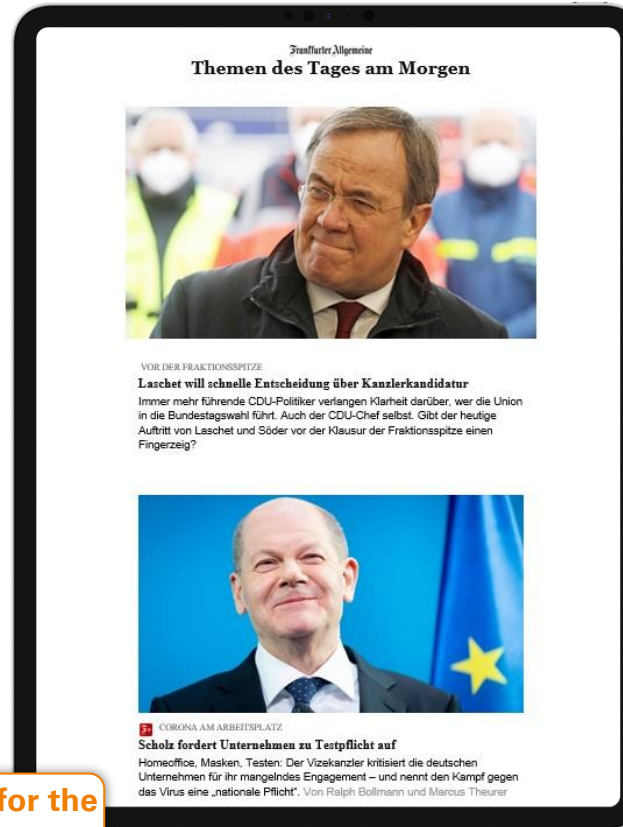 Frankfurter Allgemeine
Themen des Tages am Morgen
VOR DER FRAKTIONSSPITZE
Laschet will schnelle Entscheidung über Kanzlerkandidatur
Immer mehr führende CDU-Politiker verlangen Klarheit darüber, wer die Union
in die Bundestagswahl führt. Auch der CDU-Chef selbst. Gibt der heutige
Auftritt von Laschet und Söder vor der Klausur der Fraktionsspitze einen
Fingerzeig?
F+ CORONA AM ARBEITSPLATZ
Scholz fordert Unternehmen zu Testpflicht auf
Homeoffice, Masken, Testen: Der Vizekanzler kritisiert die deutschen
Unternehmen für ihr mangelndes Engagement – und nennt den Kampf gegen
das Virus eine „nationale Pflicht“. Von Ralph Bollmann und Marcus Theurer
for the